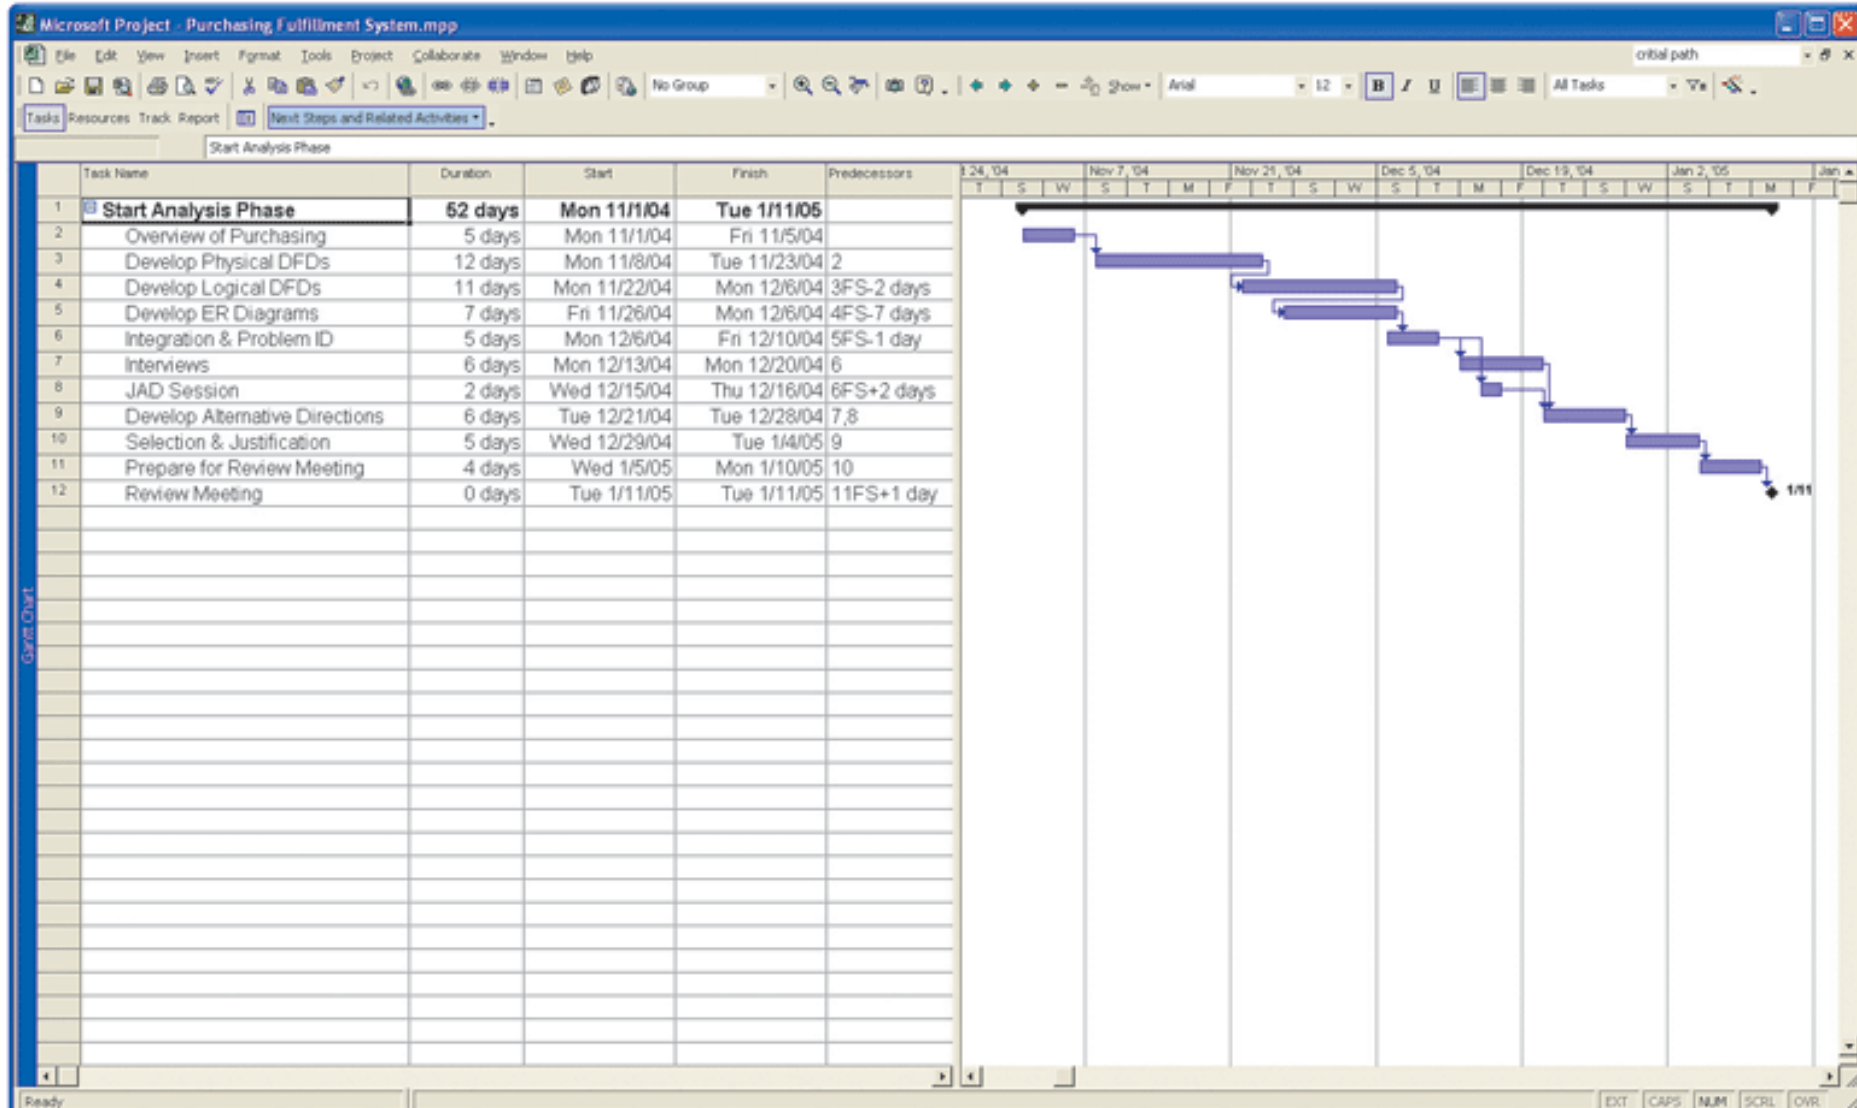 Microsoft Project - Purchasing Fulfillment System.mpp
File Edit View Insert Format Tools Project Collaborate Window Help critial path
No Group Show Arial 12 B I U All Tasks
Tasks Resources Track Report Next Steps and Related Activities
Start Analysis Phase
Task Name Duration Start Finish Predecessors t 24, '04 Nov 7, '04 Nov 21, '04 Dec 5, '04 Dec 19, '04 Jan 2, '05 Jan
T S W S T M F T S W S T M F T S W S T M F
1 Start Analysis Phase 52 days Mon 11/1/04 Tue 1/11/05
2 Overview of Purchasing 5 days Mon 11/1/04 Fri 11/5/04
3 Develop Physical DFDs 12 days Mon 11/8/04 Tue 11/23/04 2
4 Develop Logical DFDs 11 days Mon 11/22/04 Mon 12/6/04 3FS-2 days
5 Develop ER Diagrams 7 days Fri 11/26/04 Mon 12/6/04 4FS-7 days
6 Integration & Problem ID 5 days Mon 12/6/04 Fri 12/10/04 5FS-1 day
7 Interviews 6 days Mon 12/13/04 Mon 12/20/04 6
8 JAD Session 2 days Wed 12/15/04 Thu 12/16/04 6FS+2 days
9 Develop Alternative Directions 6 days Tue 12/21/04 Tue 12/28/04 7,8
10 Selection & Justification 5 days Wed 12/29/04 Tue 1/4/05 9
11 Prepare for Review Meeting 4 days Wed 1/5/05 Mon 1/10/05 10
12 Review Meeting 0 days Tue 1/11/05 Tue 1/11/05 11FS+1 day 1/11
Gantt Chart
Ready EXT CAPS NUM SCRL OVR